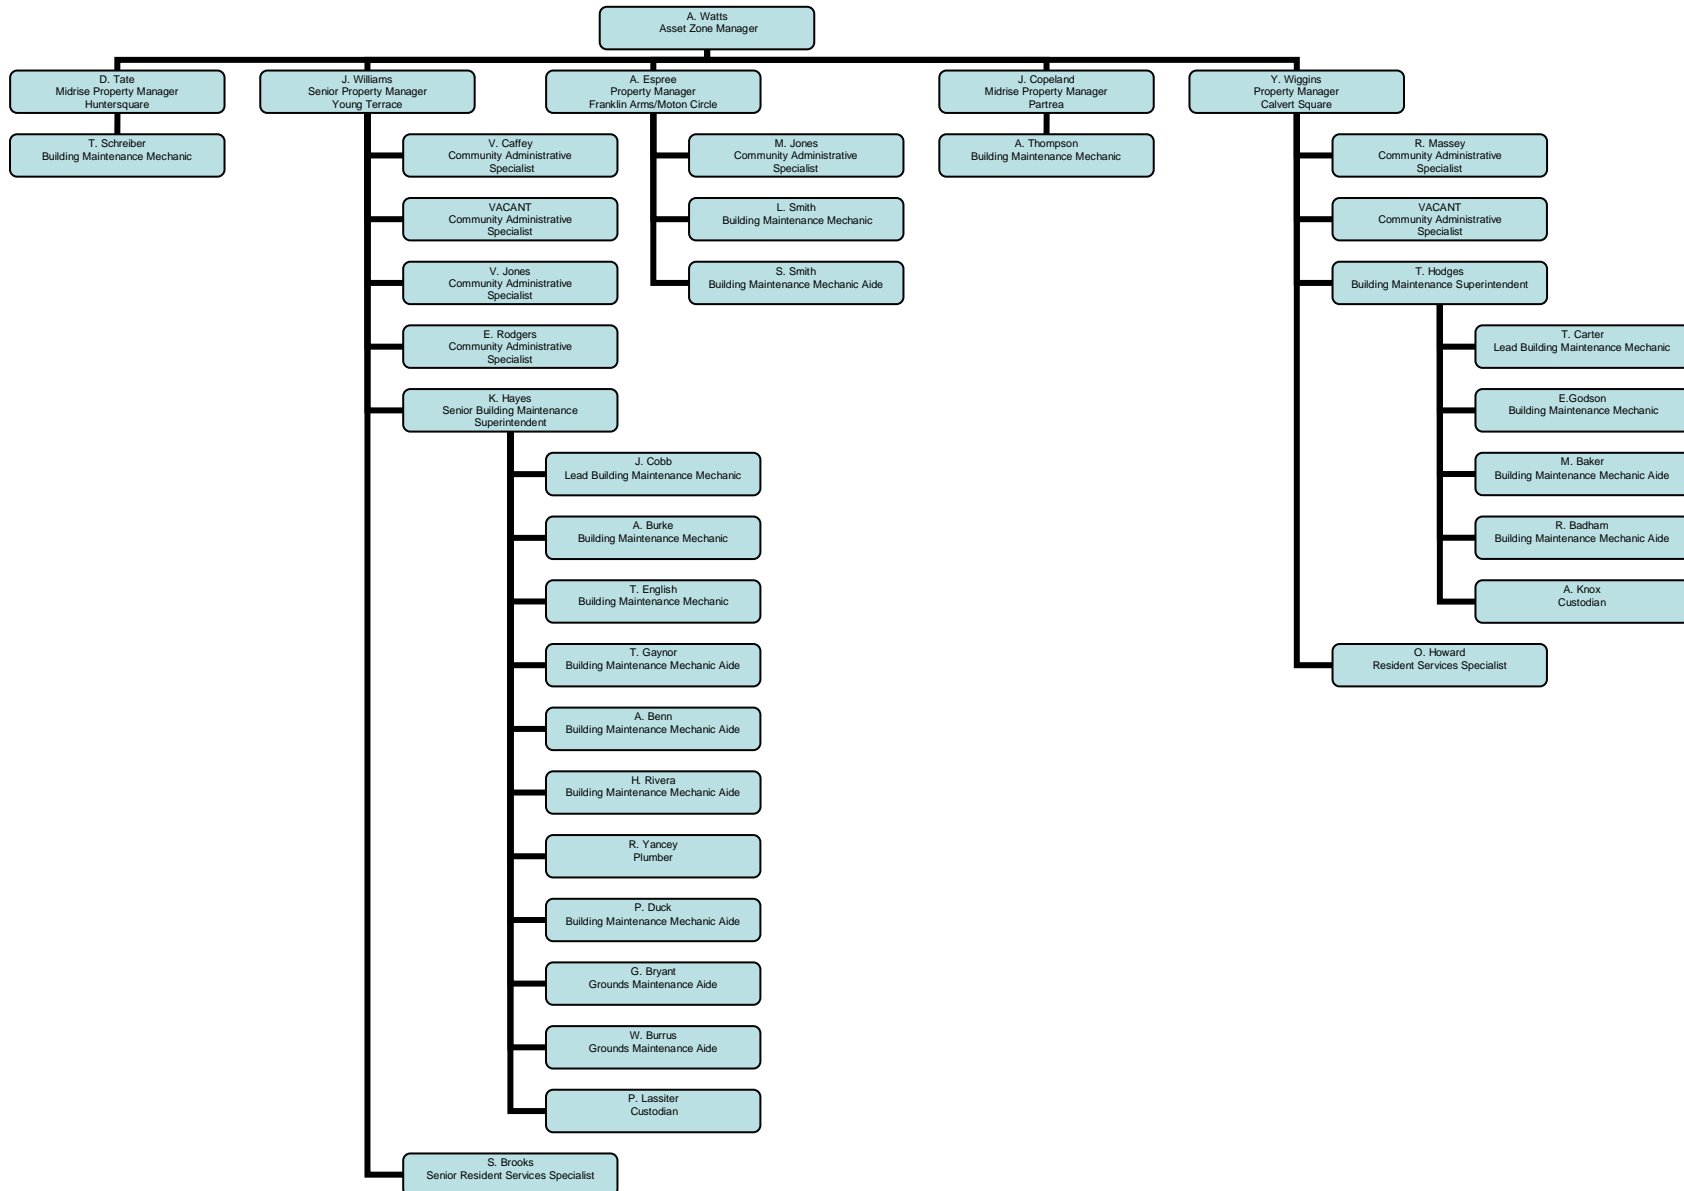 A. Watts
Asset Zone Manager
D. Tate
Midrise Property Manager
Huntersquare
T. Schreiber
Building Maintenance Mechanic
J. Williams
Senior Property Manager
Young Terrace
V. Caffey
Community Administrative
Specialist
VACANT
Community Administrative
Specialist
V. Jones
Community Administrative
Specialist
E. Rodgers
Community Administrative
Specialist
K. Hayes
Senior Building Maintenance
Superintendent
J. Cobb
Lead Building Maintenance Mechanic
A. Burke
Building Maintenance Mechanic
T. English
Building Maintenance Mechanic
T. Gaynor
Building Maintenance Mechanic Aide
A. Benn
Building Maintenance Mechanic Aide
H. Rivera
Building Maintenance Mechanic Aide
R. Yancey
Plumber
P. Duck
Building Maintenance Mechanic Aide
G. Bryant
Grounds Maintenance Aide
W. Burrus
Grounds Maintenance Aide
P. Lassiter
Custodian
S. Brooks
Senior Resident Services Specialist
A. Espree
Property Manager
Franklin Arms/Moton Circle
M. Jones
Community Administrative
Specialist
L. Smith
Building Maintenance Mechanic
S. Smith
Building Maintenance Mechanic Aide
J. Copeland
Midrise Property Manager
Partrea
A. Thompson
Building Maintenance Mechanic
Y. Wiggins
Property Manager
Calvert Square
R. Massey
Community Administrative
Specialist
VACANT
Community Administrative
Specialist
T. Hodges
Building Maintenance Superintendent
T. Carter
Lead Building Maintenance Mechanic
E.Godson
Building Maintenance Mechanic
M. Baker
Building Maintenance Mechanic Aide
R. Badham
Building Maintenance Mechanic Aide
A. Knox
Custodian
O. Howard
Resident Services Specialist